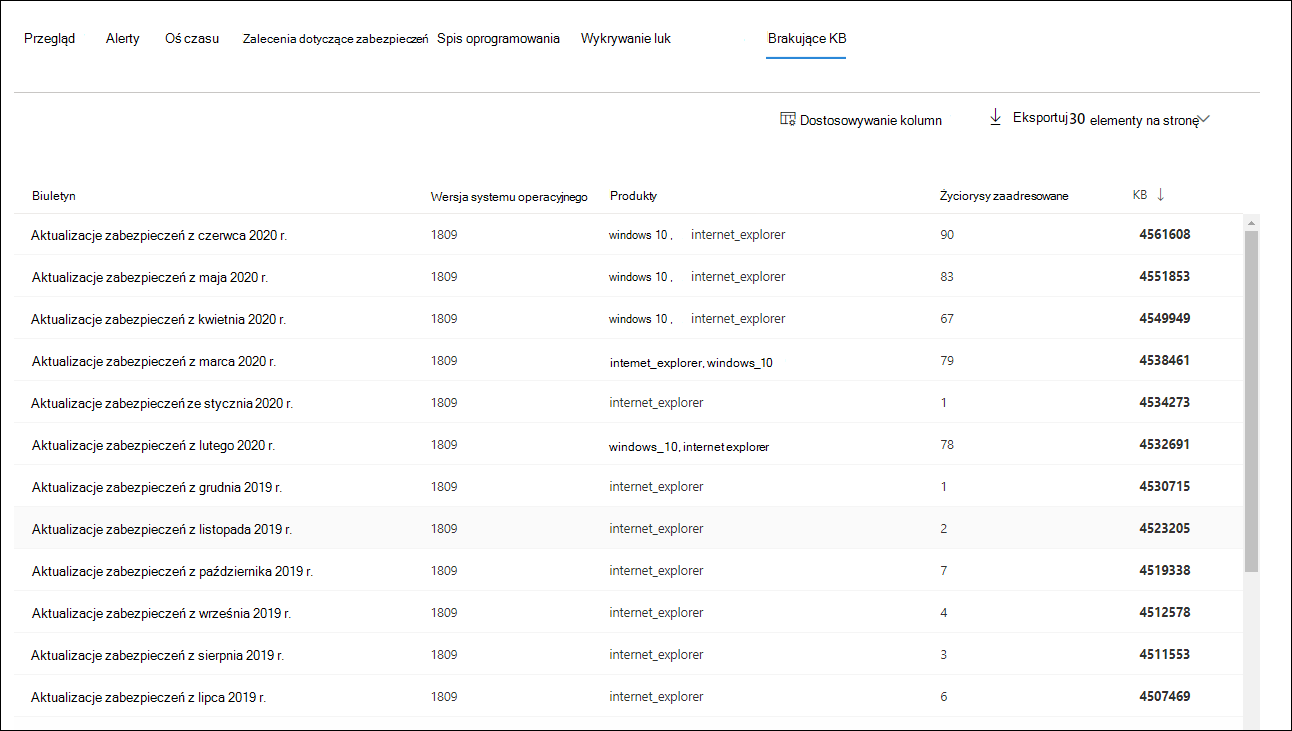 Przegląd Alerty Oś czasu Zalecenia dotyczące zabezpieczeń Spis oprogramowania Wykrywanie luk Brakujące KB
Dostosowywanie kolumn Eksportuj 30 elementy na stronę
Biuletyn Wersja systemu operacyjnego Produkty Życiorysy zaadresowane KB
Aktualizacje zabezpieczeń z czerwca 2020 r. 1809 windows 10 , internet_explorer 90 4561608
Aktualizacje zabezpieczeń z maja 2020 r. 1809 windows 10 , internet_explorer 83 4551853
Aktualizacje zabezpieczeń z kwietnia 2020 r. 1809 windows 10 , internet_explorer 67 4549949
Aktualizacje zabezpieczeń z marca 2020 r. 1809 internet_explorer, windows_10 79 4538461
Aktualizacje zabezpieczeń ze stycznia 2020 r. 1809 internet_explorer 1 4534273
Aktualizacje zabezpieczeń z lutego 2020 r. 1809 windows_10, internet explorer 78 4532691
Aktualizacje zabezpieczeń z grudnia 2019 r. 1809 internet_explorer 1 4530715
Aktualizacje zabezpieczeń z listopada 2019 r. 1809 internet_explorer 2 4523205
Aktualizacje zabezpieczeń z października 2019 r. 1809 internet_explorer 7 4519338
Aktualizacje zabezpieczeń z września 2019 r. 1809 internet_explorer 4 4512578
Aktualizacje zabezpieczeń z sierpnia 2019 r. 1809 internet_explorer 3 4511553
Aktualizacje zabezpieczeń z lipca 2019 r. 1809 internet_explorer 6 4507469